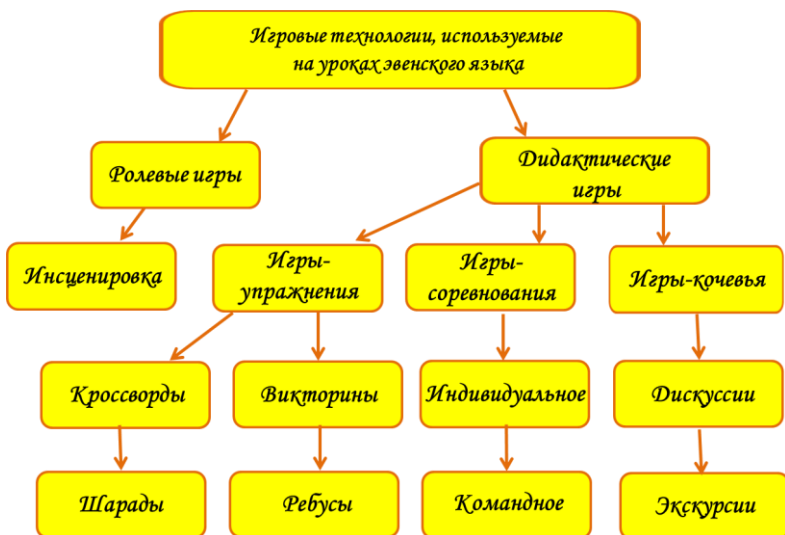 Игровые технологии, используемые
на уроках эвенского языка
Ролевые игры
Дидактические
игры
Инсценировка
Игры-
упражнения
Игры-
соревнования
Игры-кочевья
Кроссворды
Викторины
Индивидуальное
Дискуссии
Шарады
Ребусы
Командное
Экскурсии